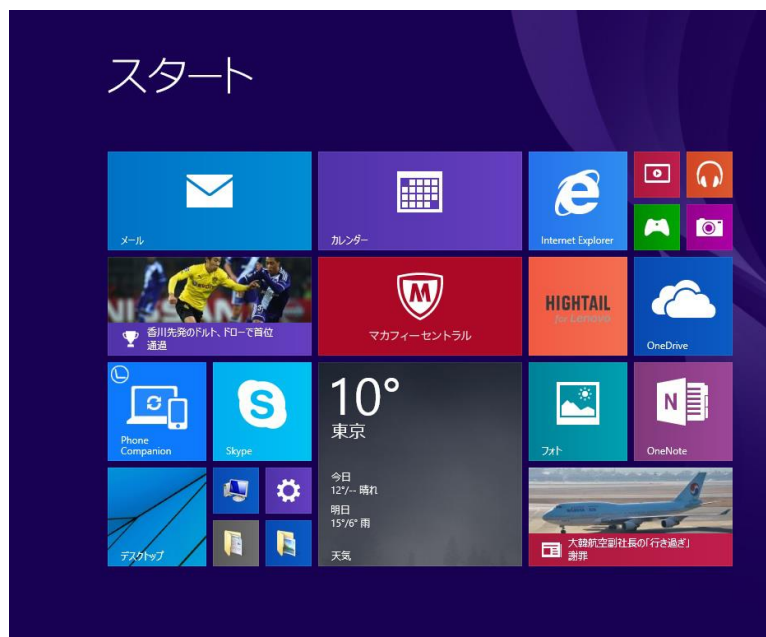 スタート
メール
カレンダー
Internet Explorer
香川先発のドルト、ドローで首位
通過
マカフィーセントラル
HIGHTAIL
for Lenovo
OneDrive
Phone
Companion
Skype
10°
東京
今日
12°/-- 晴れ
明日
15°/6° 雨
天気
フォト
N
OneNote
デスクトップ
大韓航空副社長の「行き過ぎ」
謝罪